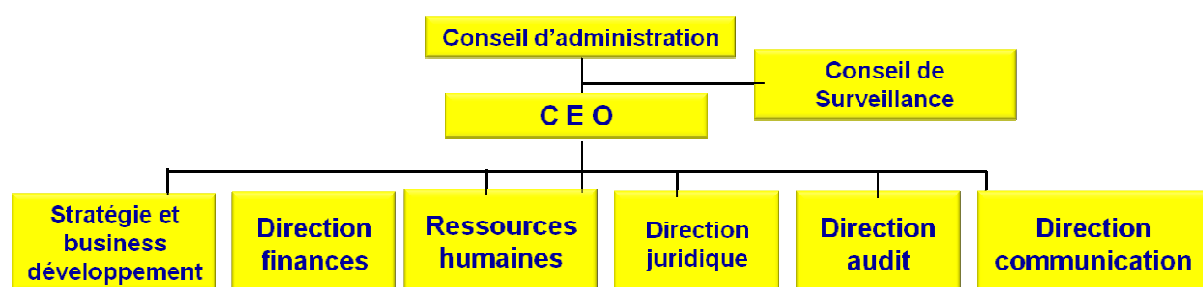 Conseil d'administration
Conseil de
Surveillance
C E O
Stratégie et
business
développement
Direction
finances
Ressources
humaines
Direction
juridique
Direction
audit
Direction
communication